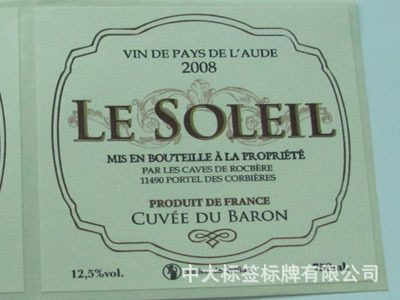 VIN DE PAYS DE L'AUDE
2008
LE SOLEIL
MIS EN BOUTEILLE À LA PROPRIÉTÉ
PAR LES CAVES DE ROCBÈRE
11490 PORTEL DES CORBIÈRES
PRODUIT DE FRANCE
CUVÉE DU BARON
12,5%vol.
中大标签标牌有限公司